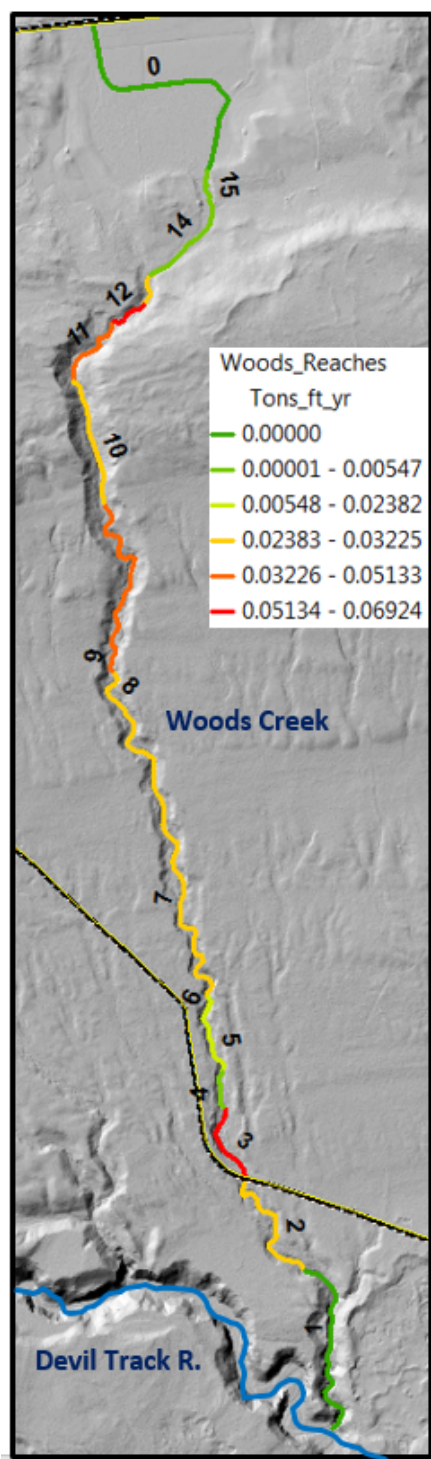 0
15
14
12
11
Woods_Reaches
Tons_ft_yr
0.00000
0.00001 - 0.00547
0.00548 - 0.02382
0.02383 - 0.03225
0.03226 - 0.05133
0.05134 - 0.06924
10
9
8
Woods Creek
7
6
5
4
3
2
1
Devil Track R.